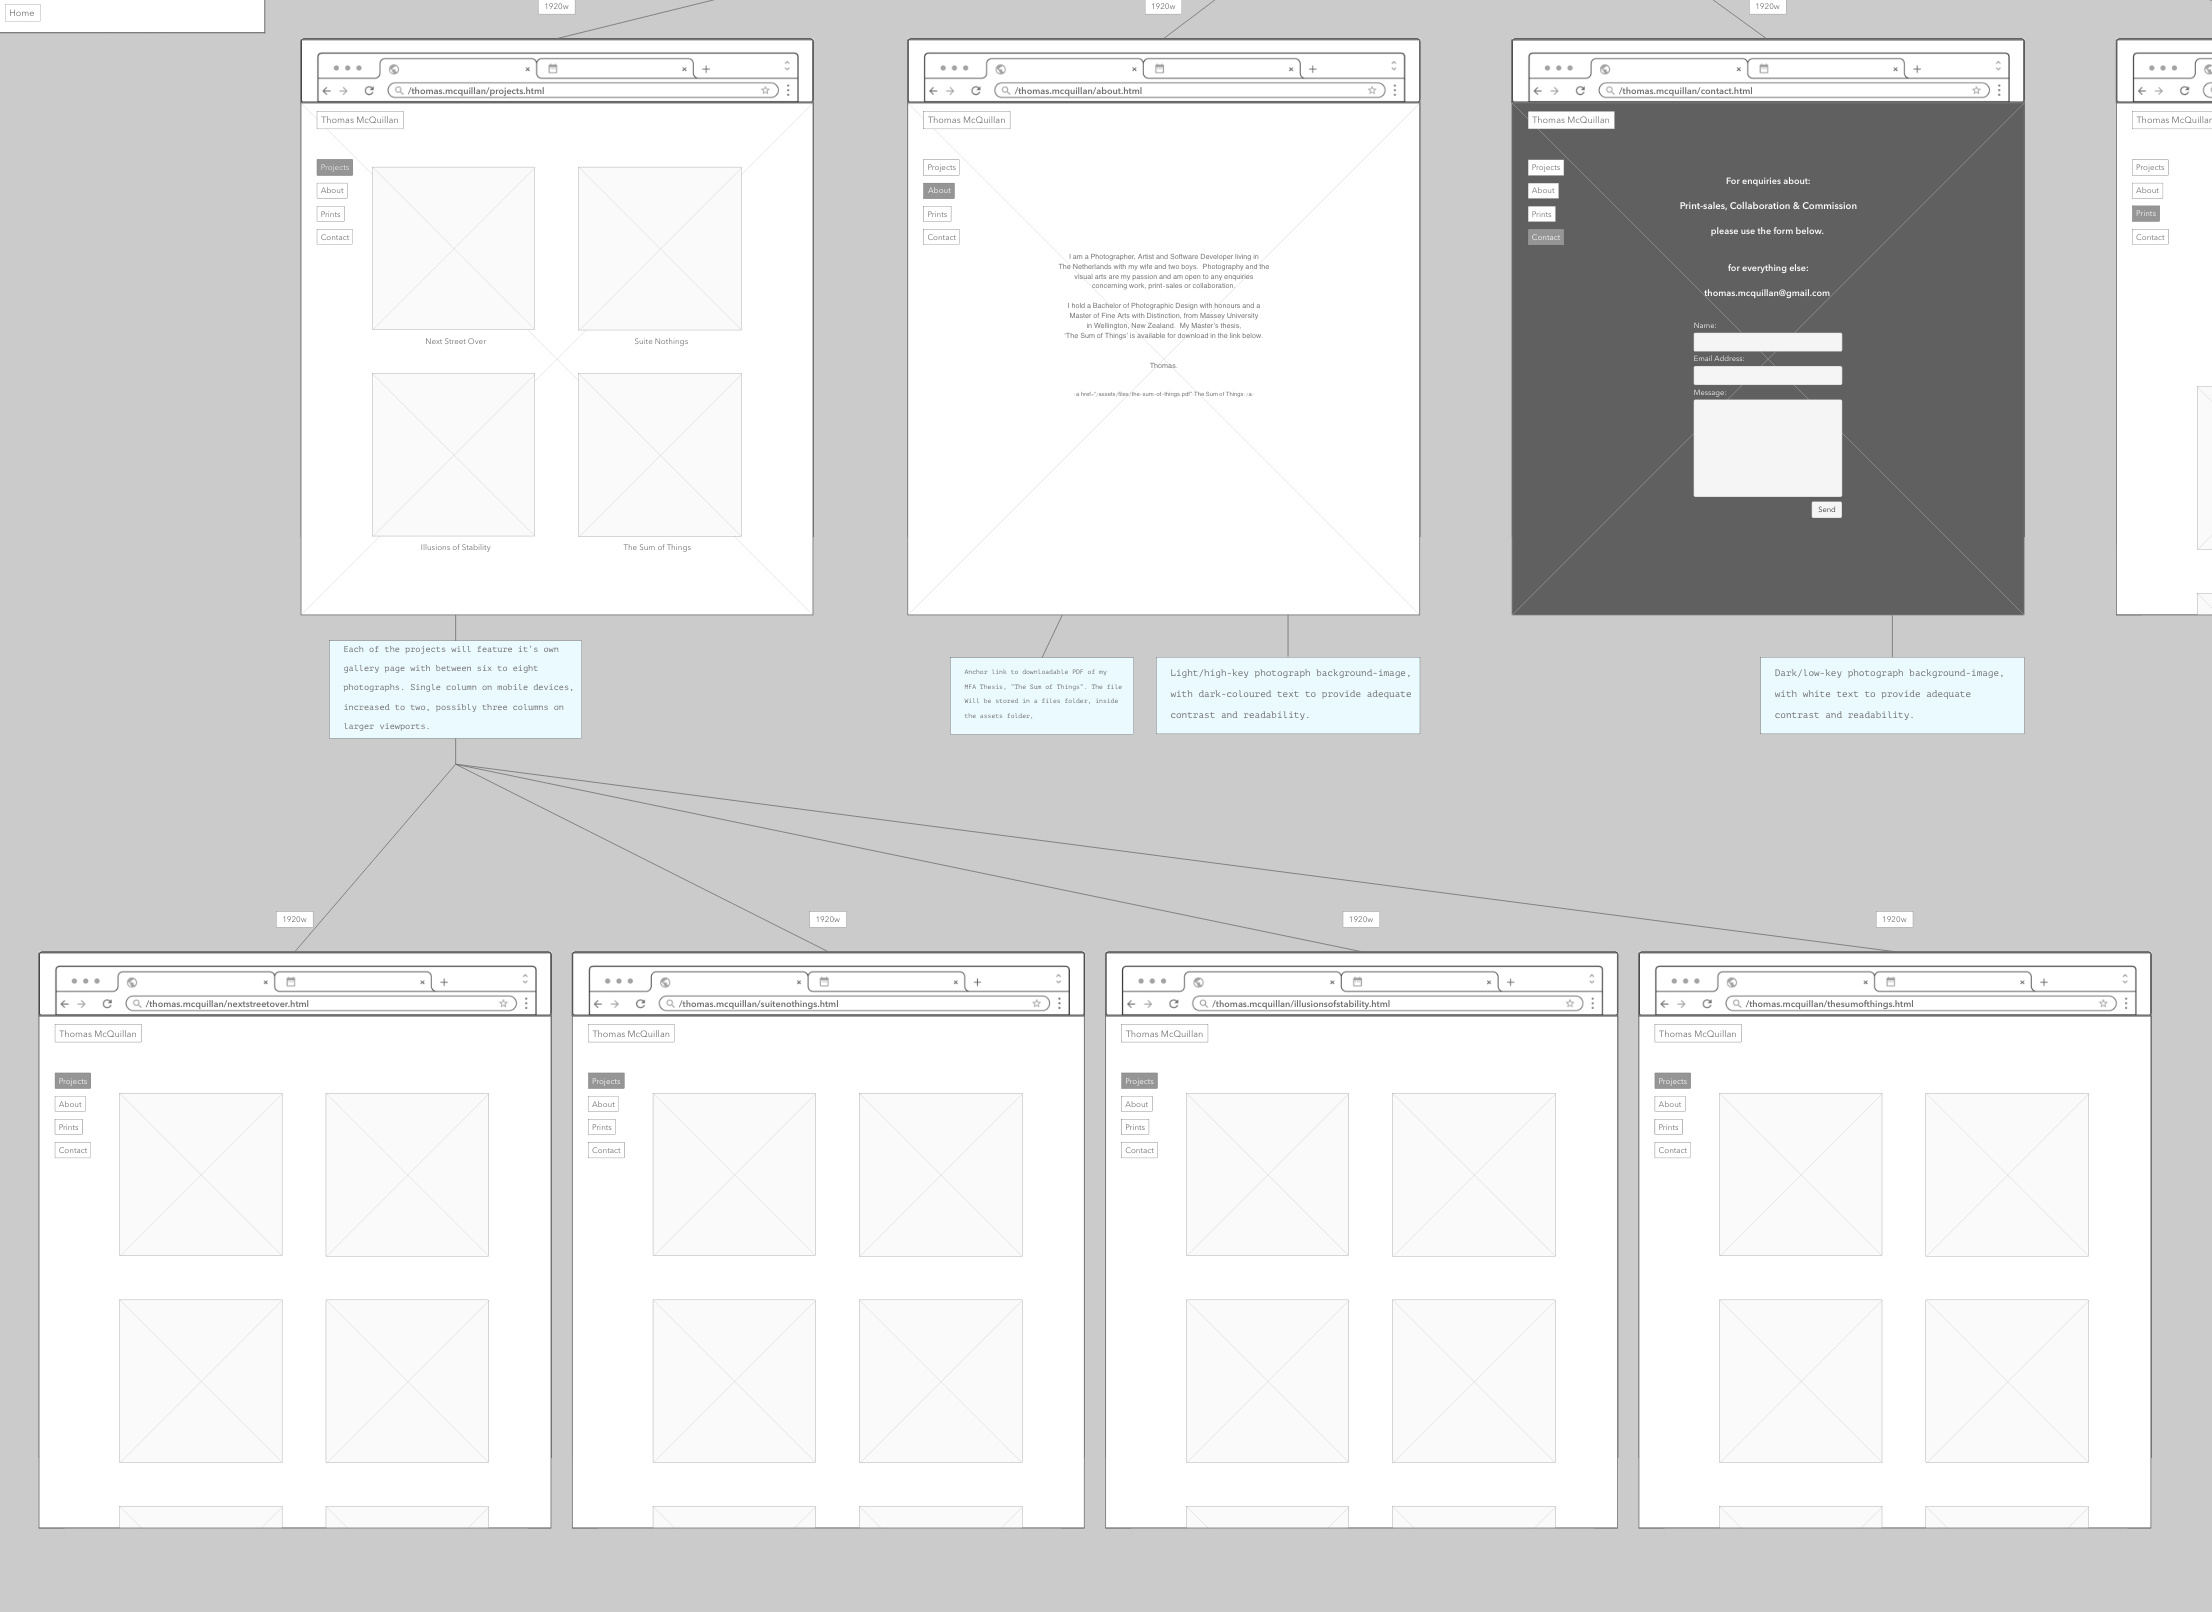 Home
1920w
1920w
1920w
/thomas.mcquillan/projects.html
Thomas McQuillan
Projects
About
Prints
Contact
Next Street Over
Suite Nothings
Illusions of Stability
The Sum of Things
/thomas.mcquillan/about.html
Thomas McQuillan
Projects
About
Prints
Contact
I am a Photographer, Artist and Software Developer living in
The Netherlands with my wife and two boys. Photography and the
visual arts are my passion and am open to any enquiries
concerning work, print-sales or collaboration.
I hold a Bachelor of Photographic Design with honours and a
Master of Fine Arts with Distinction, from Massey University
in Wellington, New Zealand. My Master's thesis,
'The Sum of Things' is available for download in the link below.
Thomas.
a href="/assets/files/the-sum-of-things.pdf" The Sum of Things /a
/thomas.mcquillan/contact.html
Thomas McQuillan
Projects
About
Prints
Contact
For enquiries about:
Print-sales, Collaboration & Commission
please use the form below.
for everything else:
thomas.mcquillan@gmail.com
Name:
Email Address:
Message:
Send
Thomas McQuillan
Projects
About
Prints
Contact
Each of the projects will feature it's own
gallery page with between six to eight
photographs. Single column on mobile devices,
increased to two, possibly three columns on
larger viewports.
Anchor link to downloadable PDF of my
MFA Thesis, "The Sum of Things". The file
Will be stored in a files folder, inside
the assets folder,
Light/high-key photograph background-image,
with dark-coloured text to provide adequate
contrast and readability.
Dark/low-key photograph background-image,
with white text to provide adequate
contrast and readability.
1920w
1920w
1920w
1920w
/thomas.mcquillan/nextstreetover.html
Thomas McQuillan
Projects
About
Prints
Contact
/thomas.mcquillan/suitenothings.html
Thomas McQuillan
Projects
About
Prints
Contact
/thomas.mcquillan/illusionsofstability.html
Thomas McQuillan
Projects
About
Prints
Contact
/thomas.mcquillan/thesumofthings.html
Thomas McQuillan
Projects
About
Prints
Contact